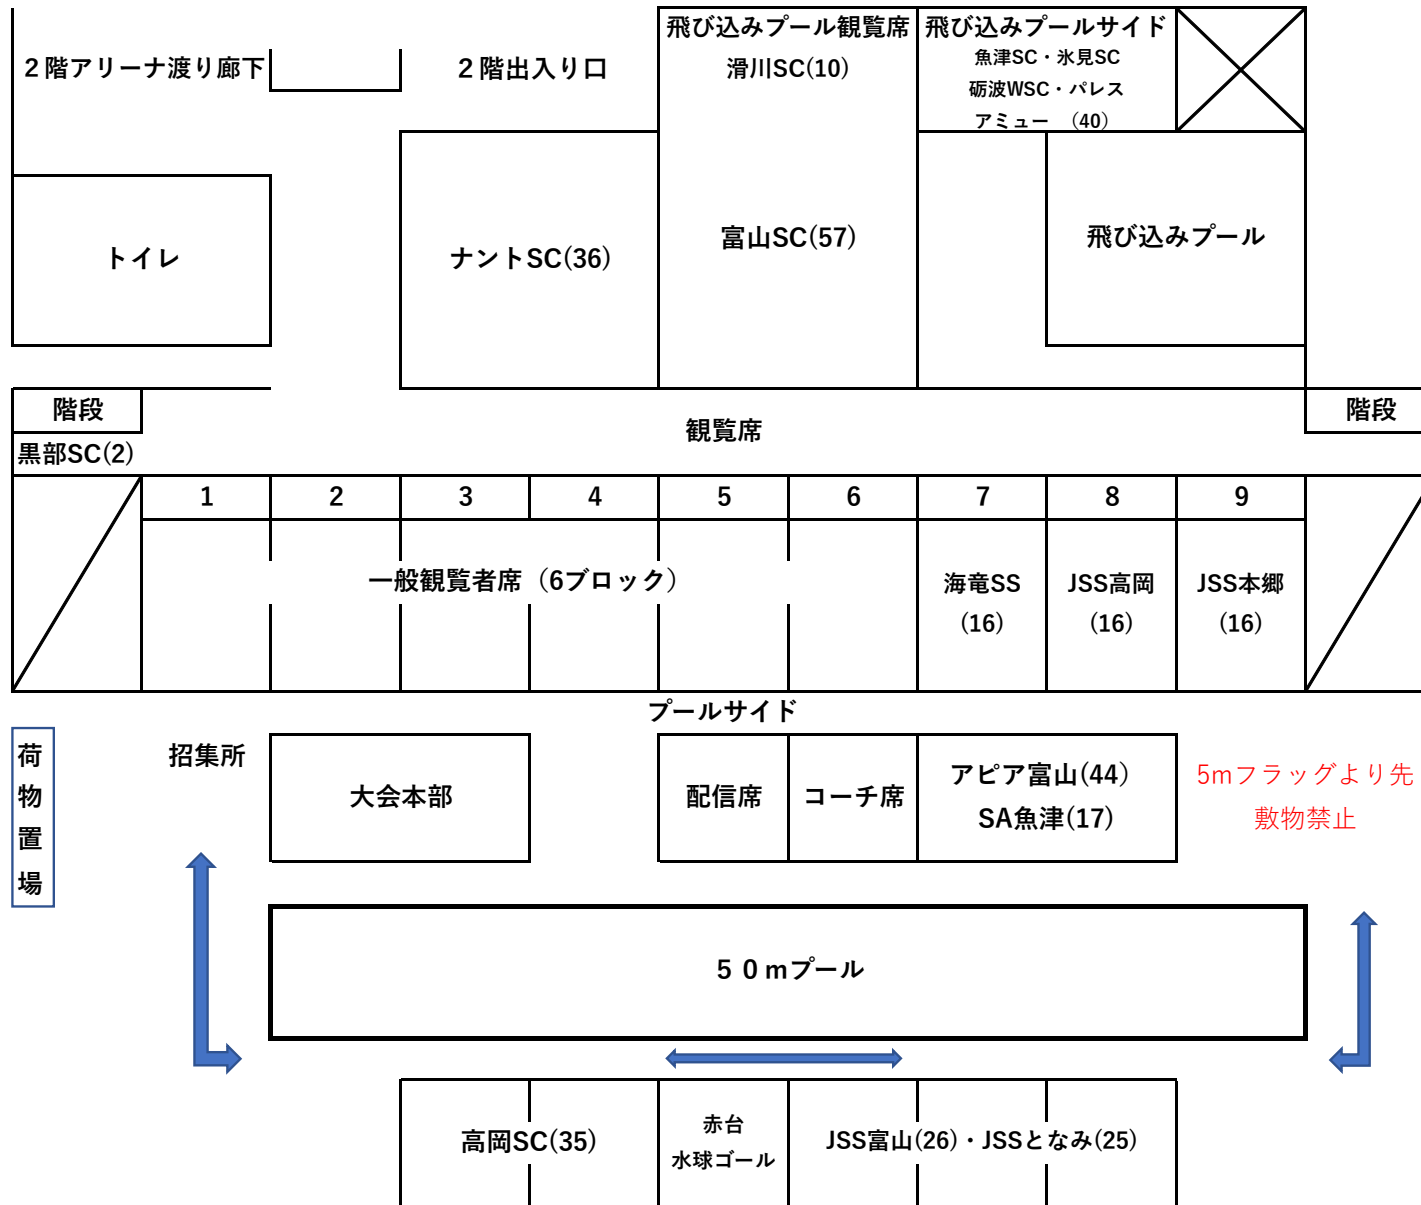 ２階アリーナ渡り廊下
２階出入り口
飛び込みプール観覧席
滑川SC(10)
飛び込みプールサイド
魚津SC・氷見SC
砺波WSC・パレス
アミュー　（40）
トイレ
ナントSC(36)
富山SC(57)
飛び込みプール
階段
観覧席
階段
黒部SC(2)
1 2 3 4 5 6 7 8 9
一般観覧者席（6ブロック）
海竜SS
（16）
JSS高岡
（16）
JSS本郷
（16）
プールサイド
荷物置場
招集所
大会本部
配信席
コーチ席
アピア富山(44）
SA魚津(17)
5mフラッグより先
敷物禁止
５０mプール
高岡SC(35)
赤台
水球ゴール
JSS富山(26)・JSSとなみ(25)